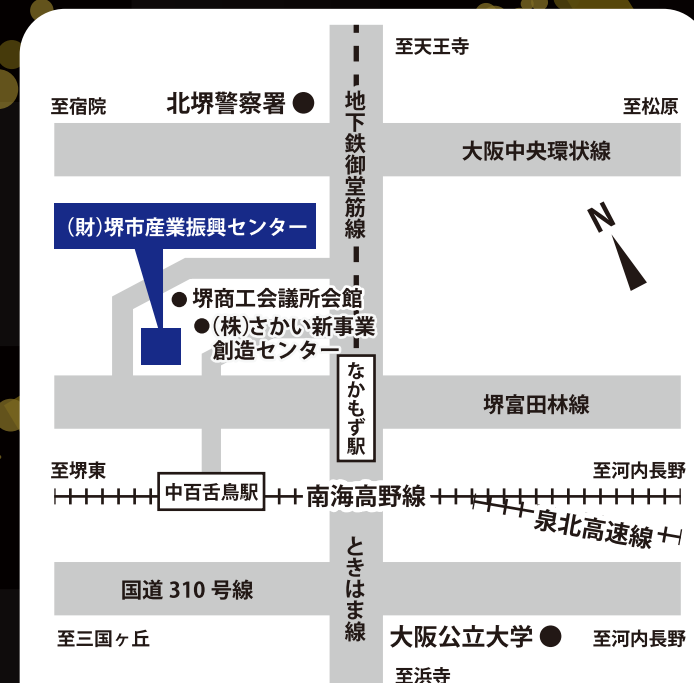 至天王寺
至宿院
北堺警察署
至松原
地下鉄御堂筋線
大阪中央環状線
(財)堺市産業振興センター
N
堺商工会議所会館
(株)さかい新事業
創造センター
なかもず駅
堺富田林線
至堺東
至河内長野
中百舌鳥駅
南海高野線
泉北高速線
ときはま線
国道 310 号線
至三国ヶ丘
大阪公立大学
至河内長野
至浜寺